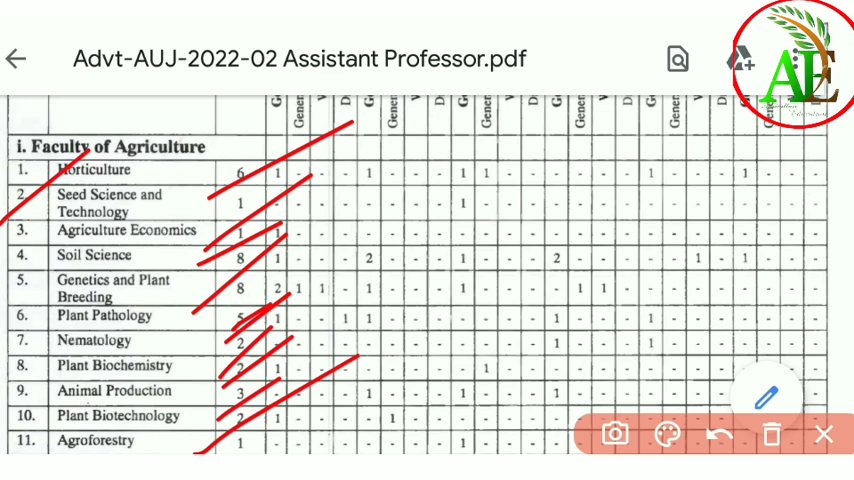 Advt-AUJ-2022-02 Assistant Professor.pdf
AE
i. Faculty of Agriculture
1. Horticulture 6 1 - - - 1 - - - 1 1 - - - - - - 1 - - - 1 - - -
2. Seed Science and Technology 1 - - - - - - - - 1 - - - - - - - - - - - - - - -
3. Agriculture Economics 1 1 - - - - - - - - - - - - - - - - - - - - - - -
4. Soil Science 8 1 - - - 2 - - - 1 - - - 2 - - - - - 1 - 1 - - -
5. Genetics and Plant Breeding 8 2 1 1 - 1 - - - 1 - - - - 1 1 - - - - - - - - -
6. Plant Pathology 5 1 - - 1 1 - - - - - - - 1 - - - 1 - - - - - - -
7. Nematology 2 - - - - - - - - - - - - 1 - - - 1 - - - - - - -
8. Plant Biochemistry 2 1 - - - - - - - - 1 - - - - - - - - - - -
9. Animal Production 3 - - - - 1 - - - 1 - - - 1 - - - - - - -
10. Plant Biotechnology 2 1 - - - - 1 - - - - - - - - - - - - - -
11. Agroforestry 1 - - - - - - - - 1 - - - -